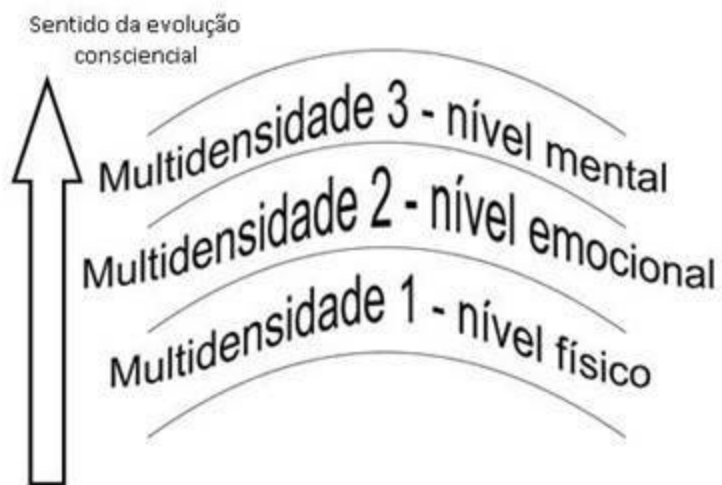 Sentido da evolução
consciencial
Multidensidade 3 - nível mental
Multidensidade 2 - nível emocional
Multidensidade 1 - nível físico